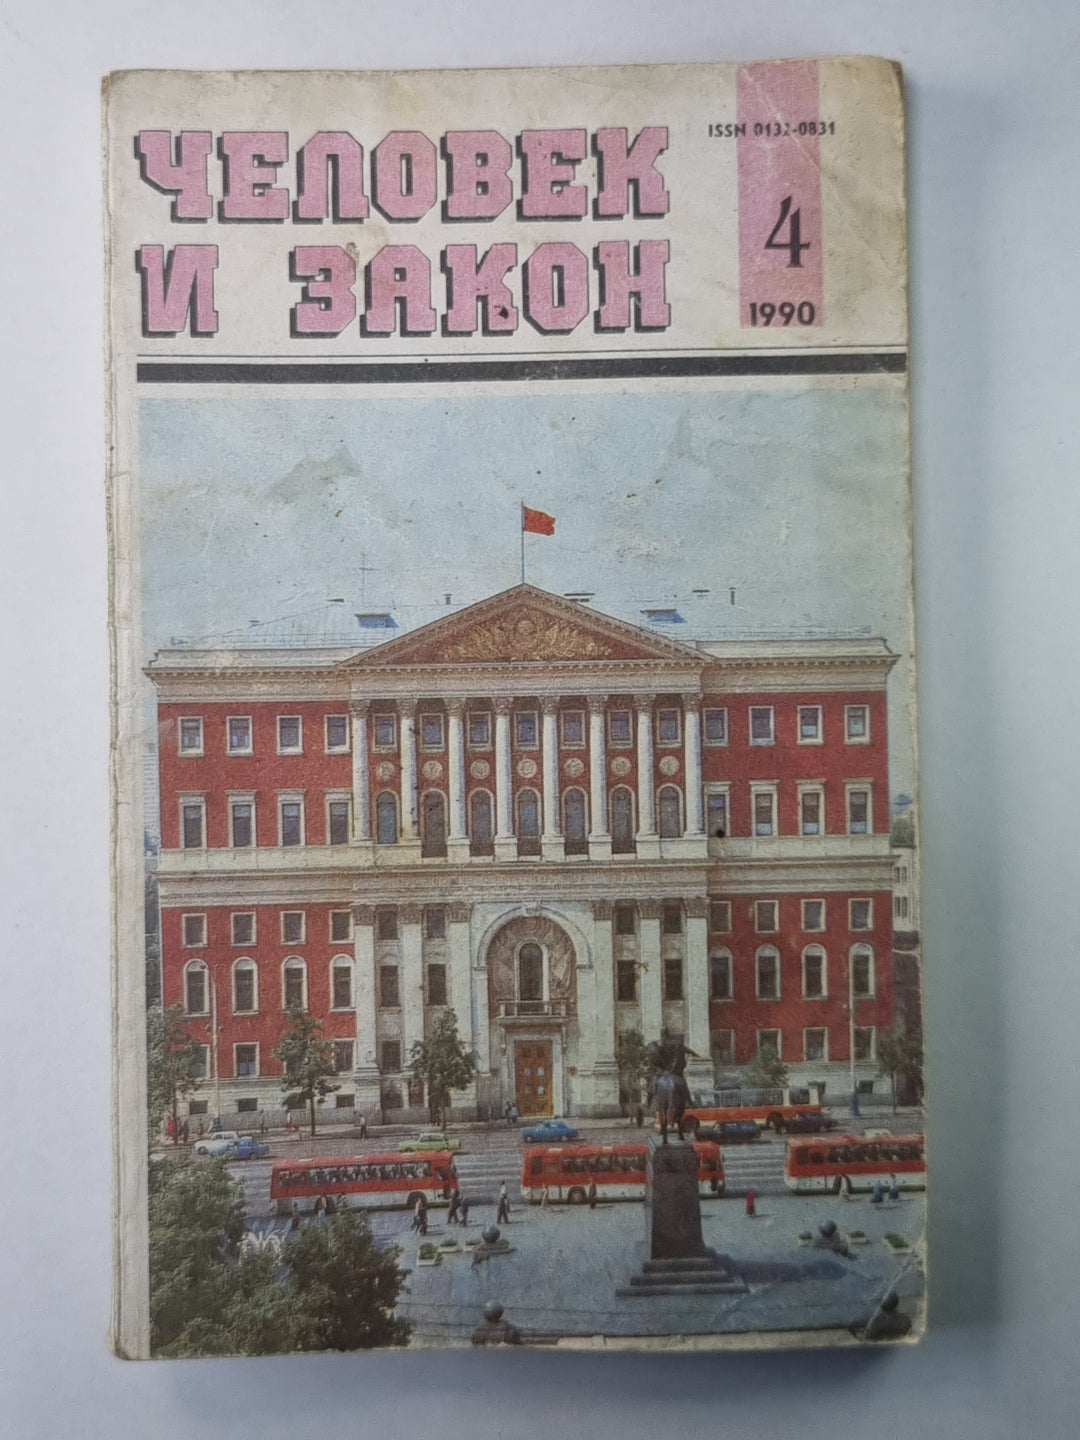 ЧЕЛОВЕК
И ЗАКОН
ISSN 0132-0831
4
1990